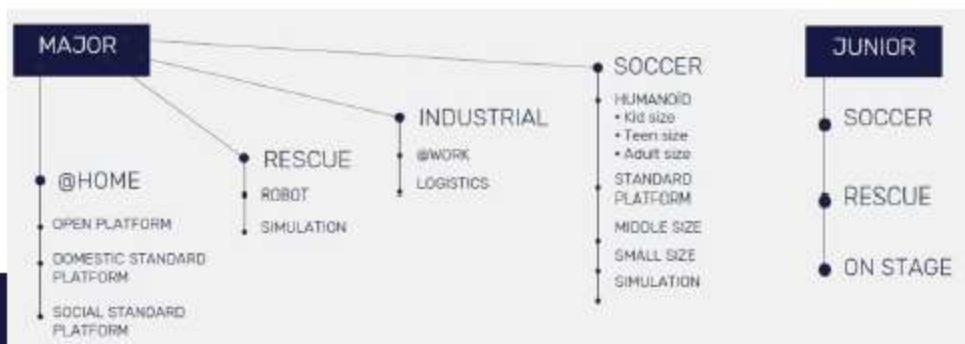 MAJOR
@HOME
OPEN PLATFORM
DOMESTIC STANDARD
PLATFORM
SOCIAL STANDARD
PLATFORM
RESCUE
ROBOT
SIMULATION
INDUSTRIAL
@WORK
LOGISTICS
SOCCER
HUMANOÏD
• Kid size
• Teen size
• Adult size
STANDARD
PLATFORM
MIDDLE SIZE
SMALL SIZE
SIMULATION
JUNIOR
SOCCER
RESCUE
ON STAGE